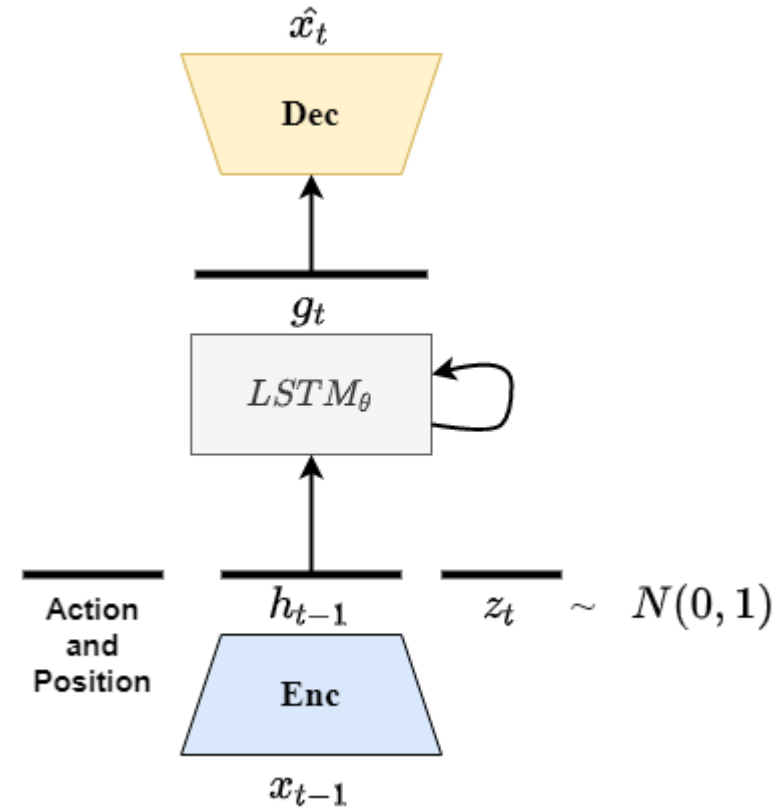 x̂_t
Dec
g_t
LSTM_θ
h_{t−1}
z_t ∼ N(0, 1)
Action
and
Position
Enc
x_{t−1}